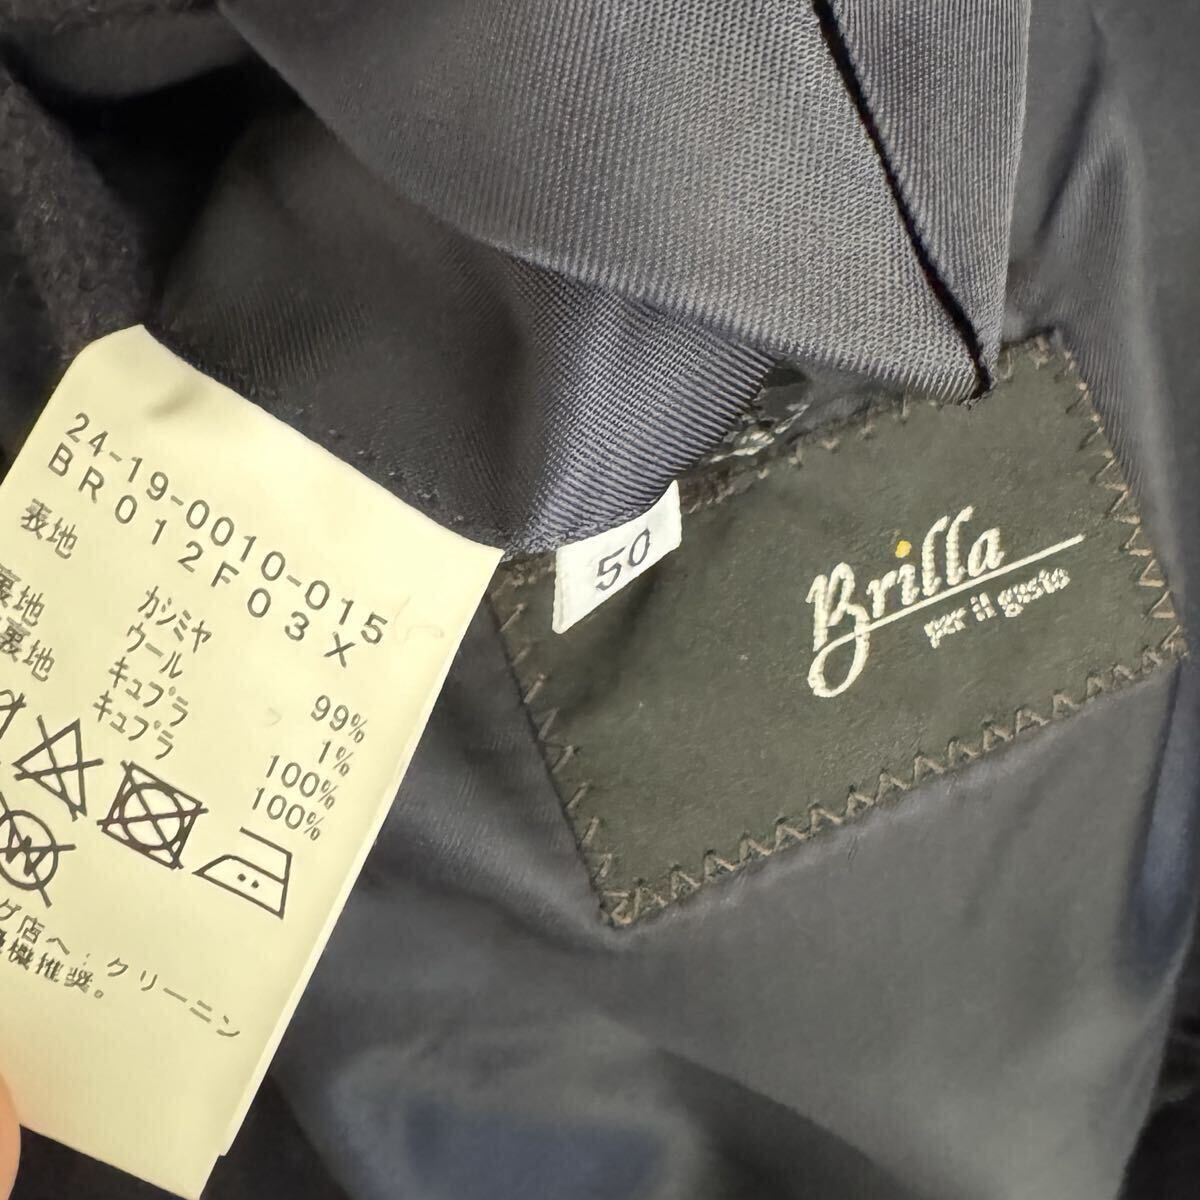 24-19-0010-015
BR012F03X
表地 カシミヤ 99%
ウール 1%
裏地 キュプラ 100%
裏地 キュプラ 100%
店へ:クリーニン
推奨。
50
Brilla
per il gusto